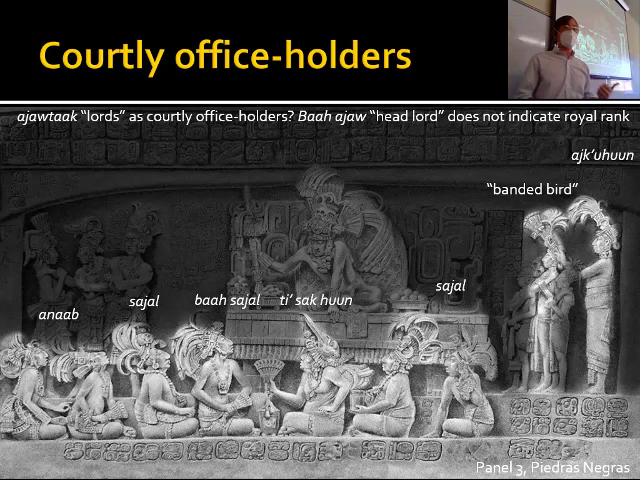 Courtly office-holders
ajawtaak “lords” as courtly office-holders? Baah ajaw “head lord” does not indicate royal rank
ajk’uhuun
“banded bird”
sajal
anaab
sajal
baah sajal
ti’ sak huun
Panel 3, Piedras Negras